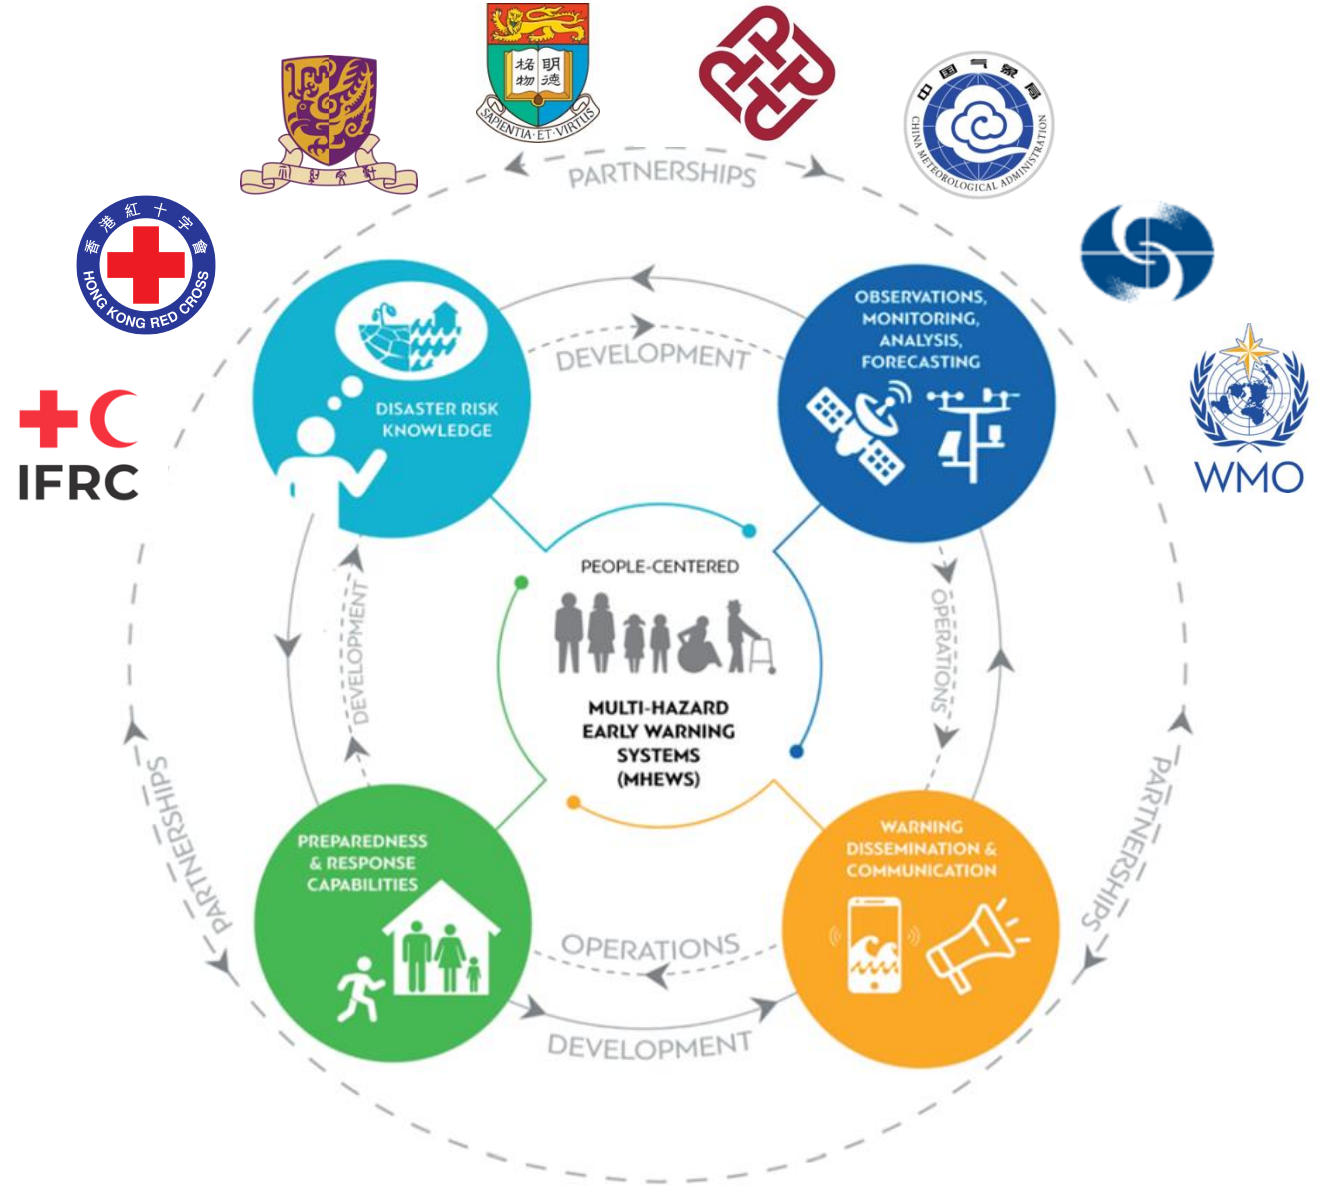 明
物 德
SAPIENTIA·ET·VIRTUS
中国气象局
CHINA METEOROLOGICAL ADMINISTRATION
PARTNERSHIPS
香港紅十字會
HONG KONG RED CROSS
IFRC
WMO
DISASTER RISK
KNOWLEDGE
DEVELOPMENT
OBSERVATIONS,
MONITORING,
ANALYSIS,
FORECASTING
PEOPLE-CENTERED
MULTI-HAZARD
EARLY WARNING
SYSTEMS
(MHEWS)
DEVELOPMENT
OPERATIONS
PARTNERSHIPS
PARTNERSHIPS
PREPAREDNESS
& RESPONSE
CAPABILITIES
WARNING
DISSEMINATION &
COMMUNICATION
OPERATIONS
DEVELOPMENT